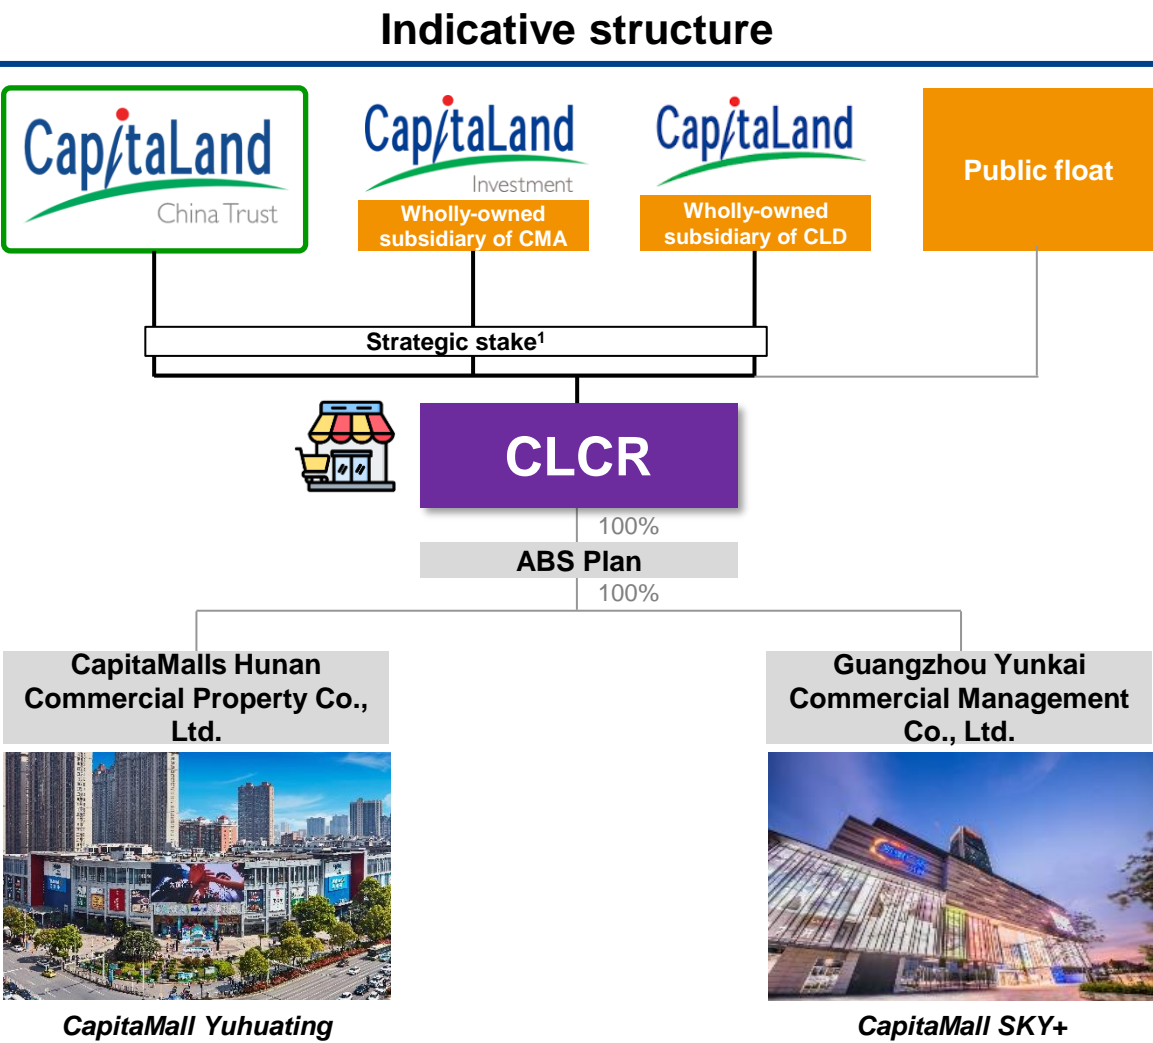 Indicative structure
CapitaLand
China Trust
CapitaLand
Investment
Wholly-owned
subsidiary of CMA
CapitaLand
Wholly-owned
subsidiary of CLD
Public float
Strategic stake1
CLCR
100%
ABS Plan
100%
CapitaMalls Hunan
Commercial Property Co.,
Ltd.
Guangzhou Yunkai
Commercial Management
Co., Ltd.
CapitaMall Yuhuating
CapitaMall SKY+